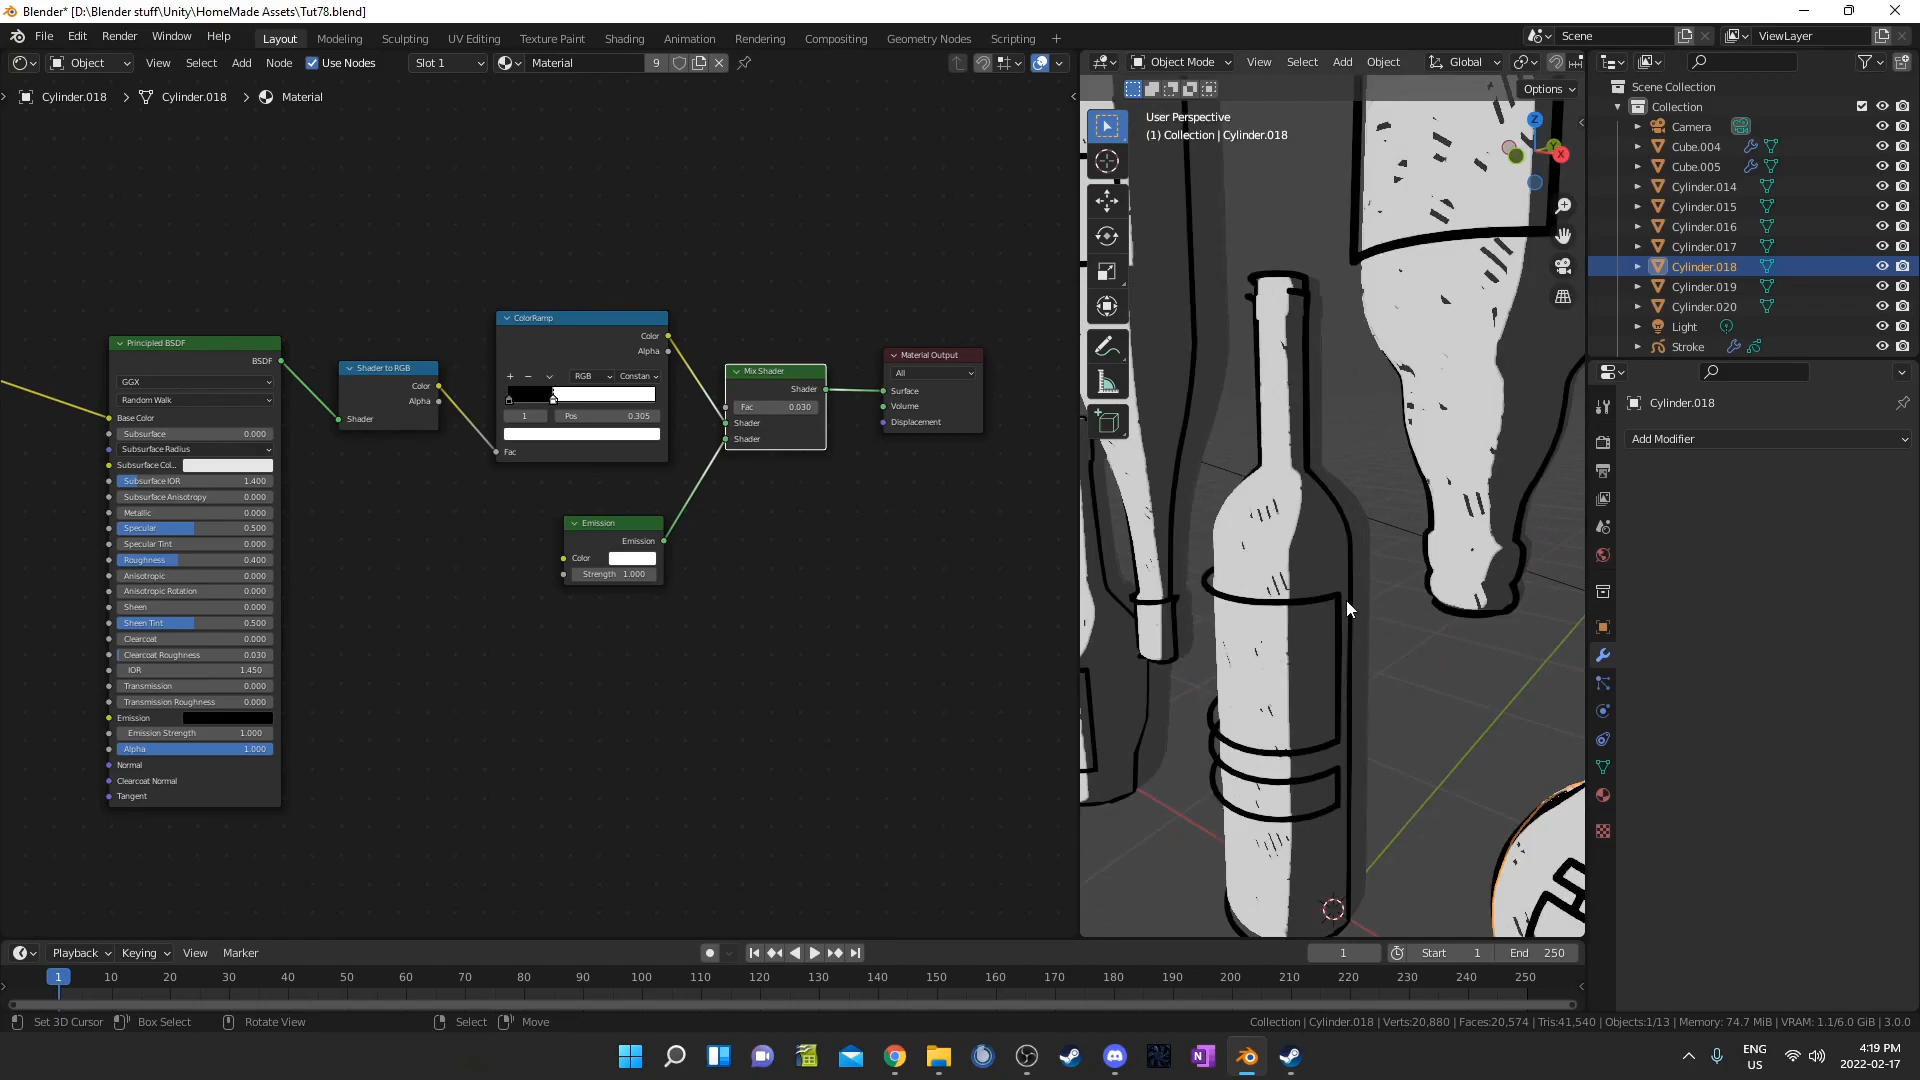 Blender* [D:\Blender stuff\Unity\HomeMade Assets\Tut78.blend]
File Edit Render Window Help
Layout Modeling Sculpting UV Editing Texture Paint Shading Animation Rendering Compositing Geometry Nodes Scripting
Scene
ViewLayer
Object View Select Add Node Use Nodes Slot 1 Material 9
Object Mode View Select Add Object Global
Options
Cylinder.018 > Cylinder.018 > Material
User Perspective
(1) Collection | Cylinder.018
Z
Y
X
Principled BSDF
BSDF
GGX
Random Walk
Base Color
Subsurface 0.000
Subsurface Radius
Subsurface Col...
Subsurface IOR 1.400
Subsurface Anisotropy 0.000
Metallic 0.000
Specular 0.500
Specular Tint 0.000
Roughness 0.400
Anisotropic 0.000
Anisotropic Rotation 0.000
Sheen 0.000
Sheen Tint 0.500
Clearcoat 0.000
Clearcoat Roughness 0.030
IOR 1.450
Transmission 0.000
Transmission Roughness 0.000
Emission
Emission Strength 1.000
Alpha 1.000
Normal
Clearcoat Normal
Tangent
Shader to RGB
Color
Alpha
Shader
ColorRamp
Color
Alpha
RGB Constan
1 Pos 0.305
Fac
Emission
Emission
Color
Strength 1.000
Mix Shader
Shader
Fac 0.030
Shader
Shader
Material Output
All
Surface
Volume
Displacement
Scene Collection
Collection
Camera
Cube.004
Cube.005
Cylinder.014
Cylinder.015
Cylinder.016
Cylinder.017
Cylinder.018
Cylinder.019
Cylinder.020
Light
Stroke
Cylinder.018
Add Modifier
Playback Keying View Marker
1
Start 1
End 250
1 10 20 30 40 50 60 70 80 90 100 110 120 130 140 150 160 170 180 190 200 210 220 230 240 250
Set 3D Cursor Box Select Rotate View Select Move
Collection | Cylinder.018 | Verts:20,880 | Faces:20,574 | Tris:41,540 | Objects:1/13 | Memory: 74.7 MiB | VRAM: 1.1/6.0 GiB | 3.0.0
ENG
US
4:19 PM
2022-02-17